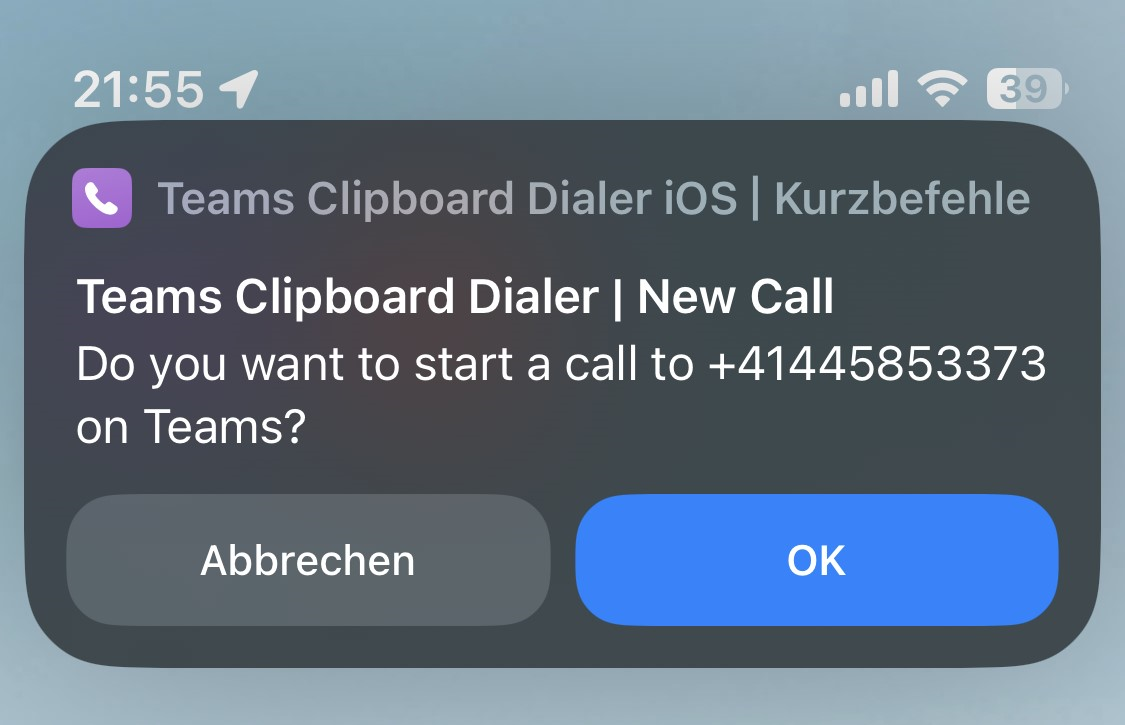 21:55
39
Teams Clipboard Dialer iOS | Kurzbefehle
Teams Clipboard Dialer | New Call
Do you want to start a call to +41445853373
on Teams?
Abbrechen
OK